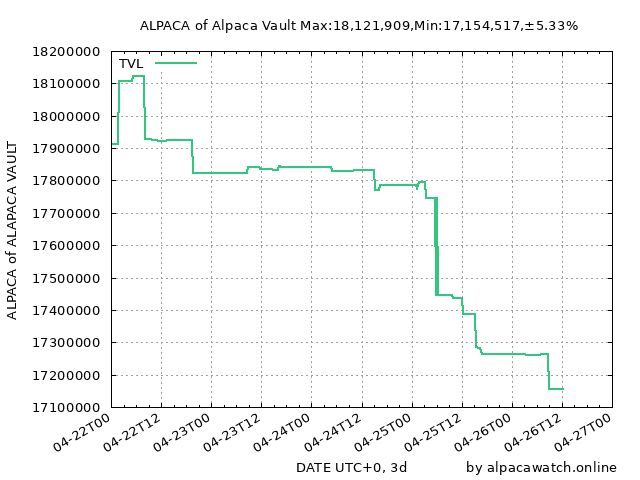 ALPACA of Alpaca Vault Max:18,121,909,Min:17,154,517,±5.33%
TVL
18200000
18100000
18000000
17900000
17800000
17700000
17600000
17500000
17400000
17300000
17200000
17100000
ALPACA of ALAPACA VAULT
04-22T00
04-22T12
04-23T00
04-23T12
04-24T00
04-24T12
04-25T00
04-25T12
04-26T00
04-26T12
04-27T00
DATE UTC+0, 3d
by alpacawatch.online